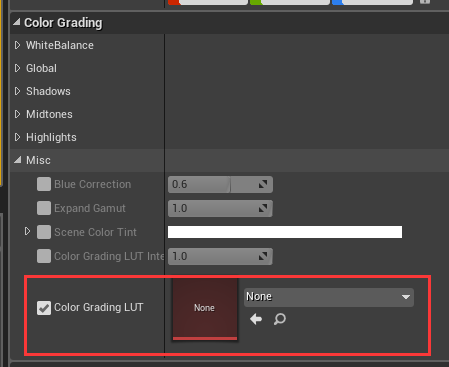 Color Grading
WhiteBalance
Global
Shadows
Midtones
Highlights
Misc
Blue Correction 0.6
Expand Gamut 1.0
Scene Color Tint
Color Grading LUT Inte 1.0
Color Grading LUT None None